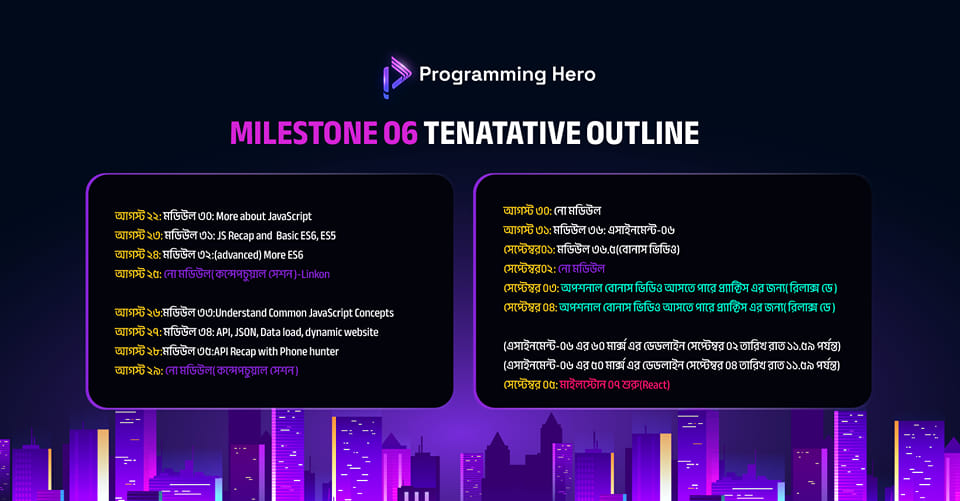 Programming Hero
MILESTONE 06 TENATATIVE OUTLINE
আগস্ট ২২: মডিউল ৩০: More about JavaScript
আগস্ট ২৩: মডিউল ৩১: JS Recap and Basic ES6, ES5
আগস্ট ২৪: মডিউল ৩২:(advanced) More ES6
আগস্ট ২৫: নো মডিউল( কন্সেপচুয়াল সেশন )-Linkon
আগস্ট ২৬:মডিউল ৩৩:Understand Common JavaScript Concepts
আগস্ট ২৭: মডিউল ৩৪: API, JSON, Data load, dynamic website
আগস্ট ২৮:মডিউল ৩৫:API Recap with Phone hunter
আগস্ট ২৯: নো মডিউল( কন্সেপচুয়াল সেশন )
আগস্ট ৩০: নো মডিউল
আগস্ট ৩১: মডিউল ৩৬: এসাইনমেন্ট-০৬
সেপ্টেম্বর০১: মডিউল ৩৬.৫(বোনাস ভিডিও)
সেপ্টেম্বর০২: নো মডিউল
সেপ্টেম্বর ০৩: অপশনাল বোনাস ভিডিও আসতে পারে প্র্যাক্টিস এর জন্য( রিলাক্স ডে )
সেপ্টেম্বর ০৪: অপশনাল বোনাস ভিডিও আসতে পারে প্র্যাক্টিস এর জন্য( রিলাক্স ডে )
(এসাইনমেন্ট-০৬ এর ৬০ মার্ক্স এর ডেডলাইন সেপ্টেম্বর ০২ তারিখ রাত ১১.৫৯ পর্যন্ত)
(এসাইনমেন্ট-০৬ এর ৫০ মার্ক্স এর ডেডলাইন সেপ্টেম্বর ০৪ তারিখ রাত ১১.৫৯ পর্যন্ত)
সেপ্টেম্বর ০৫: মাইলস্টোন ০৭ শুরু(React)